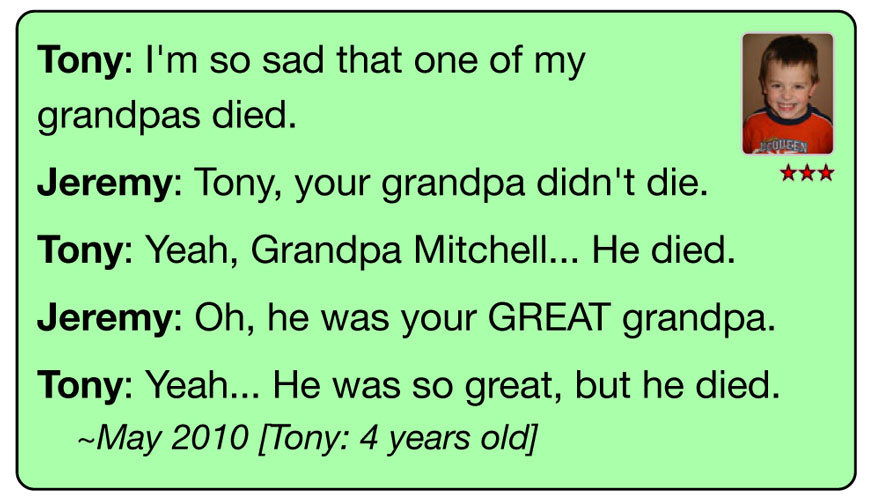 Tony: I'm so sad that one of my
grandpas died.
Jeremy: Tony, your grandpa didn't die.
Tony: Yeah, Grandpa Mitchell... He died.
Jeremy: Oh, he was your GREAT grandpa.
Tony: Yeah... He was so great, but he died.
~May 2010 [Tony: 4 years old]